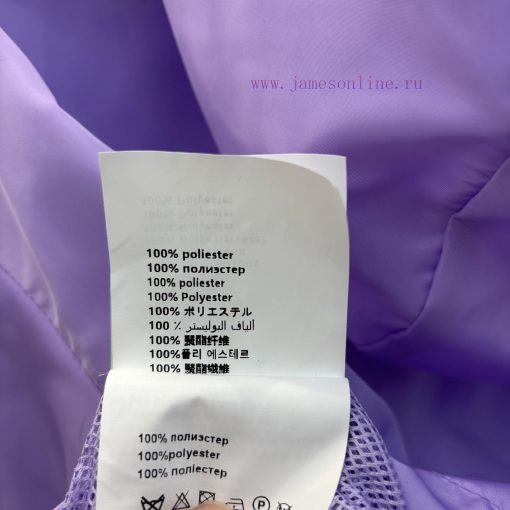 www.jamesonline.ru
100% poliester
100% полиэстер
100% poliester
100% Polyester
100% ポリエステル
100 ٪ ألياف البوليستر
100% 聚酯纤维
100%폴리 에스테르
100% 聚酯纖維
100% полиэстер
100%polyester
100% поліестер